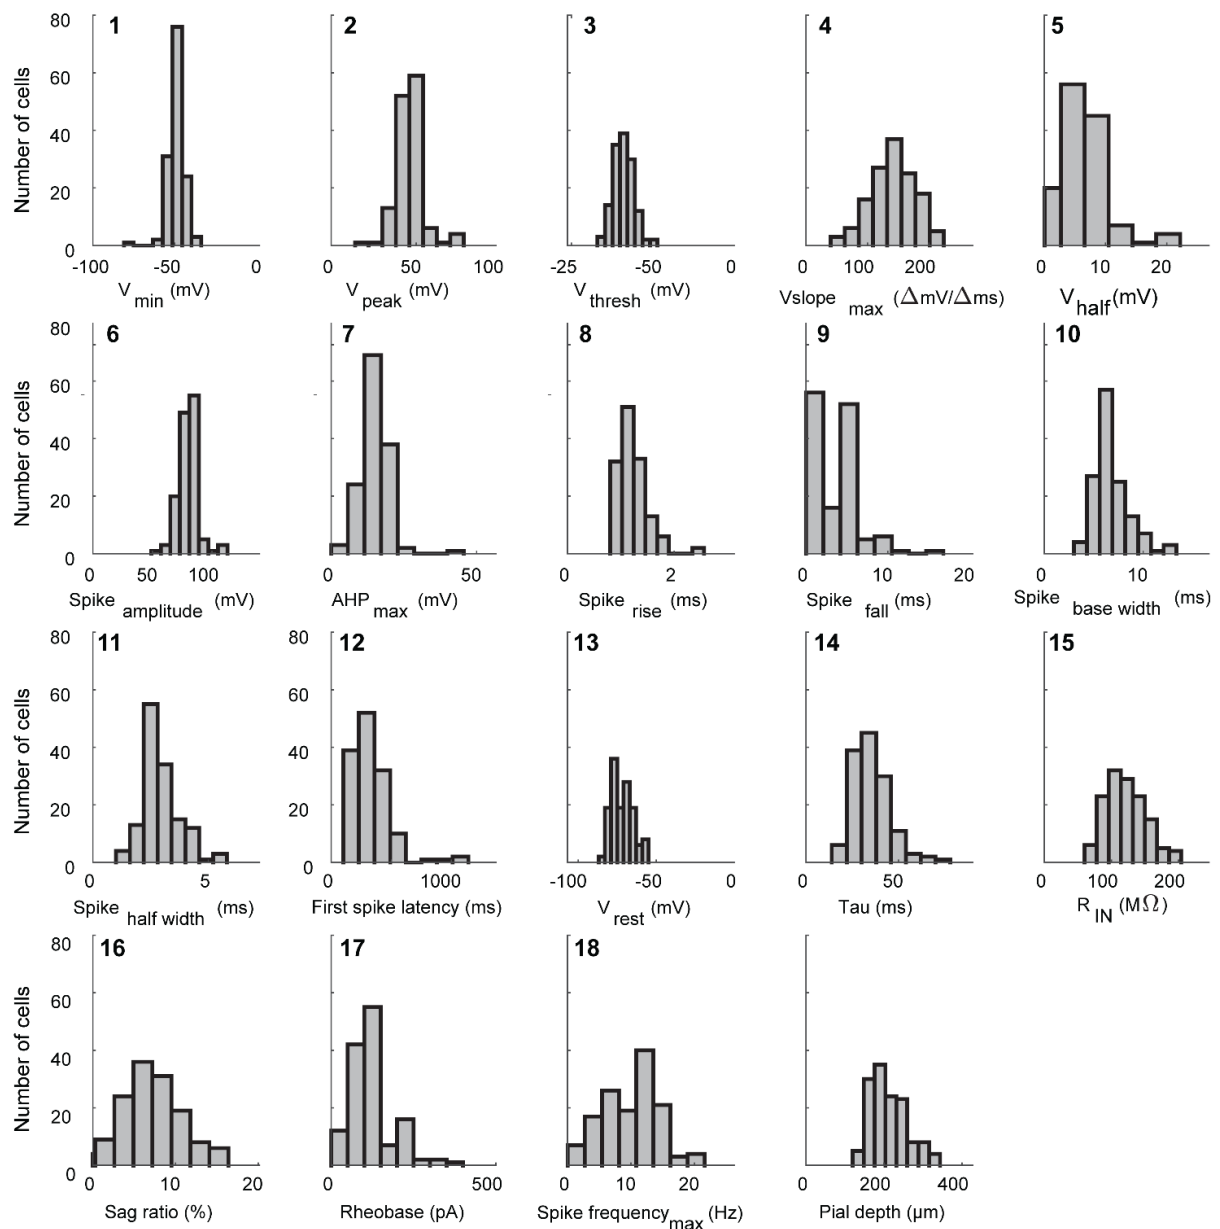 80 1 2 3 80 4 5
60
40
20
0
Number of cells
-100 -50 0 0 50 100 -25 -50 0 0 100 200 0 10 20
V min (mV) V peak (mV) V thresh (mV) Vslope max (ΔmV/Δms) V half (mV)
80 6 7 8 9 10
60
40
20
0
Number of cells
0 50 100 0 50 0 2 0 10 20 0 10
Spike amplitude (mV) AHP max (mV) Spike rise (ms) Spike fall (ms) Spike base width (ms)
80 11 80 12 13 14 15
60 60
40 40
20 20
0 0
Number of cells
0 5 0 1000 -100 -50 0 0 50 0 100 200
Spike half width (ms) First spike latency (ms) V rest (mV) Tau (ms) R IN (MΩ)
80 16 17 18
60
40
20
0
Number of cells
0 10 20 0 500 0 10 20 0 200 400
Sag ratio (%) Rheobase (pA) Spike frequency max (Hz) Pial depth (µm)